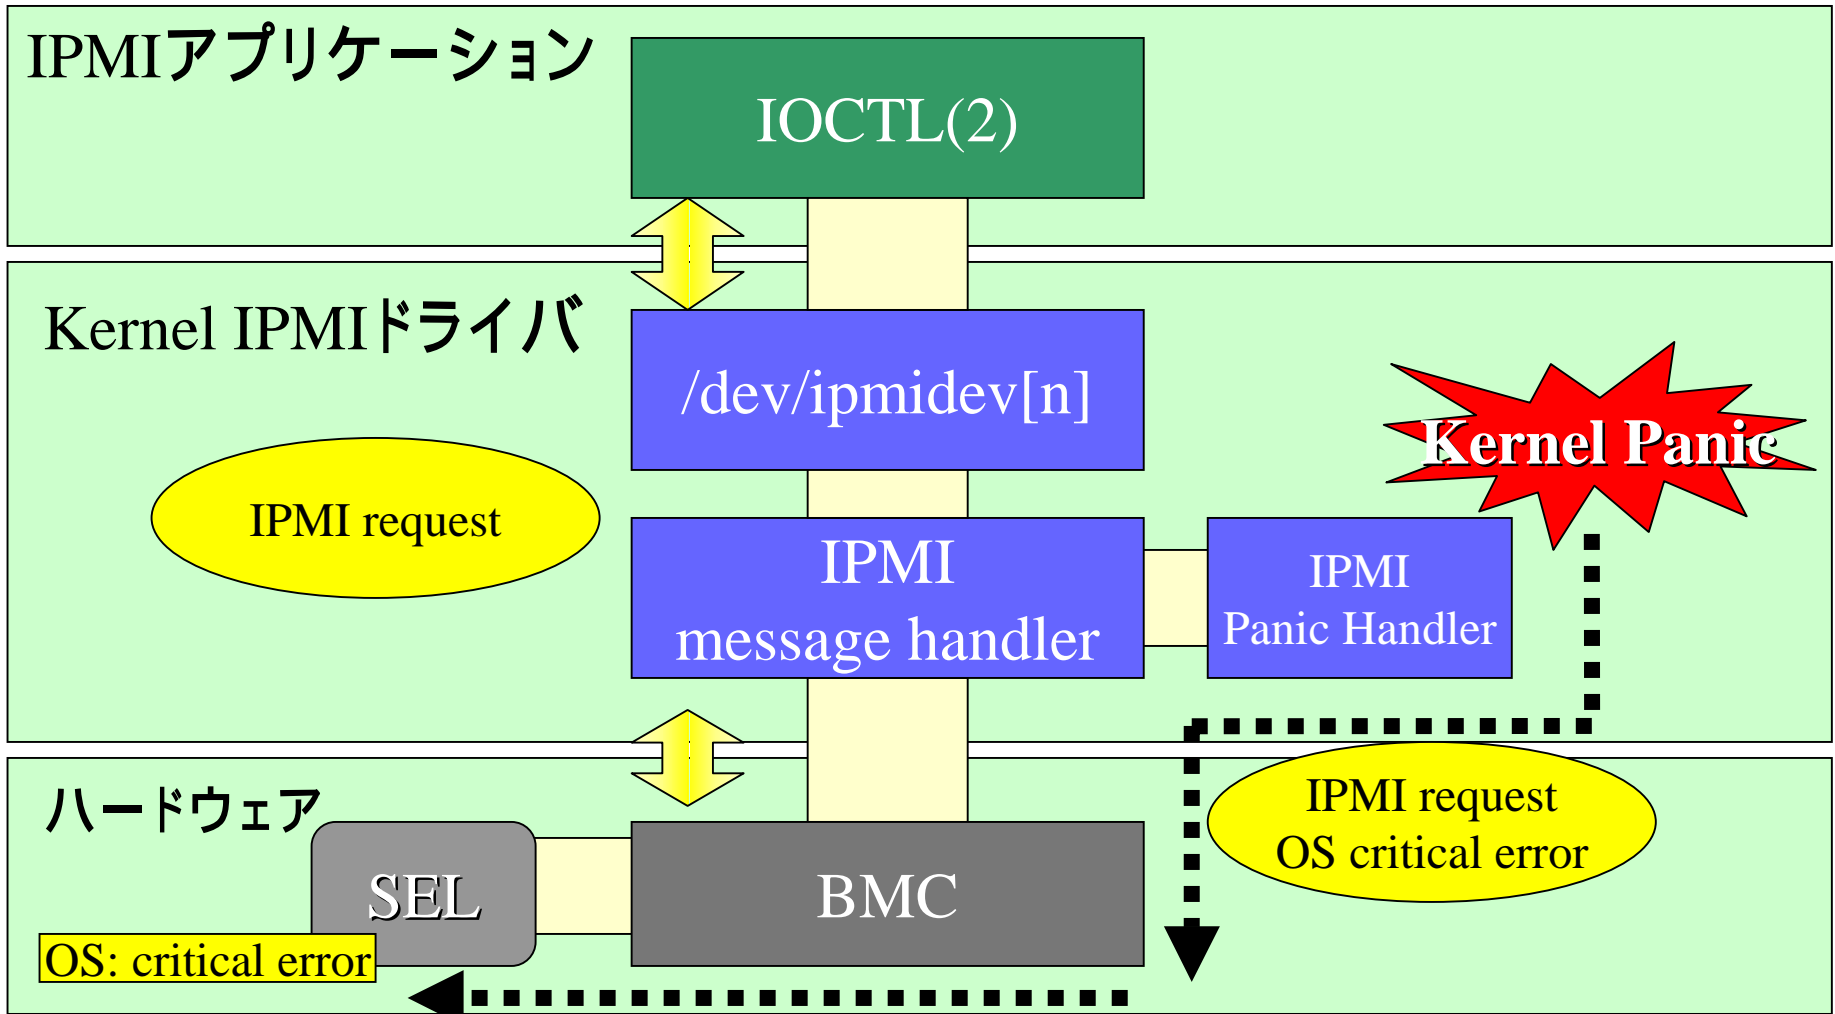 IPMIアプリケーション
IOCTL(2)
Kernel IPMIドライバ
/dev/ipmidev[n]
Kernel Panic
IPMI request
IPMI
message handler
IPMI
Panic Handler
ハードウェア
IPMI request
OS critical error
SEL
BMC
OS: critical error